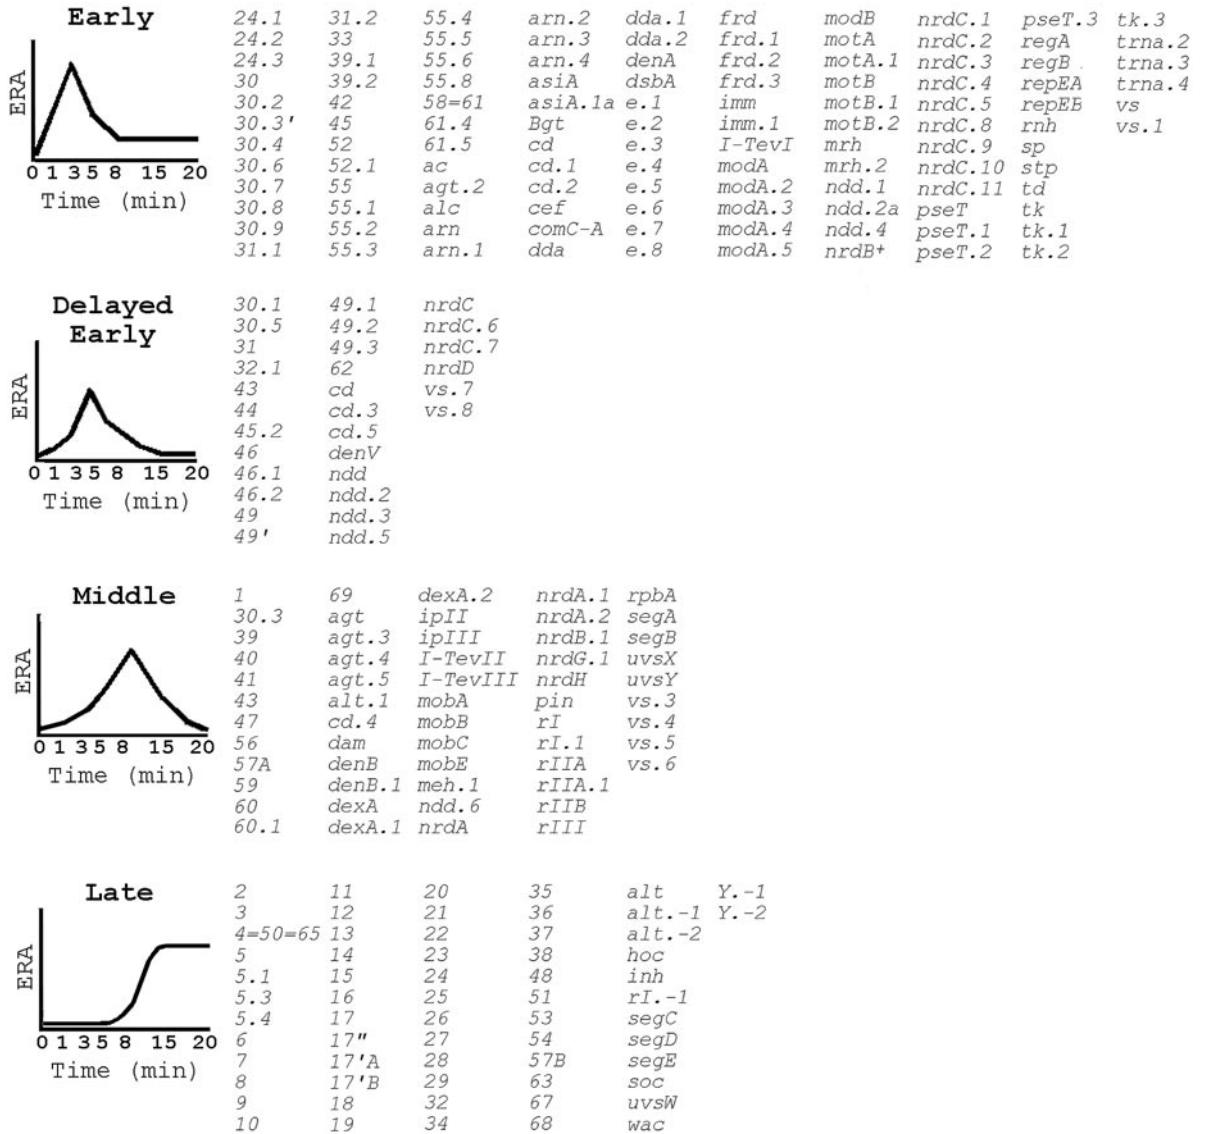 Early
ERA
0 1 3 5 8 15 20
Time (min)
24.1 31.2 55.4 arn.2 dda.1 frd modB nrdC.1 pseT.3 tk.3
24.2 33 55.5 arn.3 dda.2 frd.1 motA nrdC.2 regA trna.2
24.3 39.1 55.6 arn.4 denA frd.2 motA.1 nrdC.3 regB trna.3
30 39.2 55.8 asiA dsbA frd.3 motB nrdC.4 repEA trna.4
30.2 42 58=61 asiA.1a e.1 imm motB.1 nrdC.5 repEB vs
30.3' 45 61.4 Bgt e.2 imm.1 motB.2 nrdC.8 rnh vs.1
30.4 52 61.5 cd e.3 I-TevI mrh nrdC.9 sp
30.6 52.1 ac cd.1 e.4 modA mrh.2 nrdC.10 stp
30.7 55 agt.2 cd.2 e.5 modA.2 ndd.1 nrdC.11 td
30.8 55.1 alc cef e.6 modA.3 ndd.2a pseT tk
30.9 55.2 arn comC-A e.7 modA.4 ndd.4 pseT.1 tk.1
31.1 55.3 arn.1 dda e.8 modA.5 nrdB+ pseT.2 tk.2
Delayed
Early
ERA
0 1 3 5 8 15 20
Time (min)
30.1 49.1 nrdC
30.5 49.2 nrdC.6
31 49.3 nrdC.7
32.1 62 nrdD
43 cd vs.7
44 cd.3 vs.8
45.2 cd.5
46 denV
46.1 ndd
46.2 ndd.2
49 ndd.3
49' ndd.5
Middle
ERA
0 1 3 5 8 15 20
Time (min)
1 69 dexA.2 nrdA.1 rpbA
30.3 agt ipII nrdA.2 segA
39 agt.3 ipIII nrdB.1 segB
40 agt.4 I-TevII nrdG.1 uvsX
41 agt.5 I-TevIII nrdH uvsY
43 alt.1 mobA pin vs.3
47 cd.4 mobB rI vs.4
56 dam mobC rI.1 vs.5
57A denB mobE rIIA vs.6
59 denB.1 meh.1 rIIA.1
60 dexA ndd.6 rIIB
60.1 dexA.1 nrdA rIII
Late
ERA
0 1 3 5 8 15 20
Time (min)
2 11 20 35 alt Y.-1
3 12 21 36 alt.-1 Y.-2
4=50=65 13 22 37 alt.-2
5 14 23 38 hoc
5.1 15 24 48 inh
5.3 16 25 51 rI.-1
5.4 17 26 53 segC
6 17" 27 54 segD
7 17'A 28 57B segE
8 17'B 29 63 soc
9 18 32 67 uvsW
10 19 34 68 wac